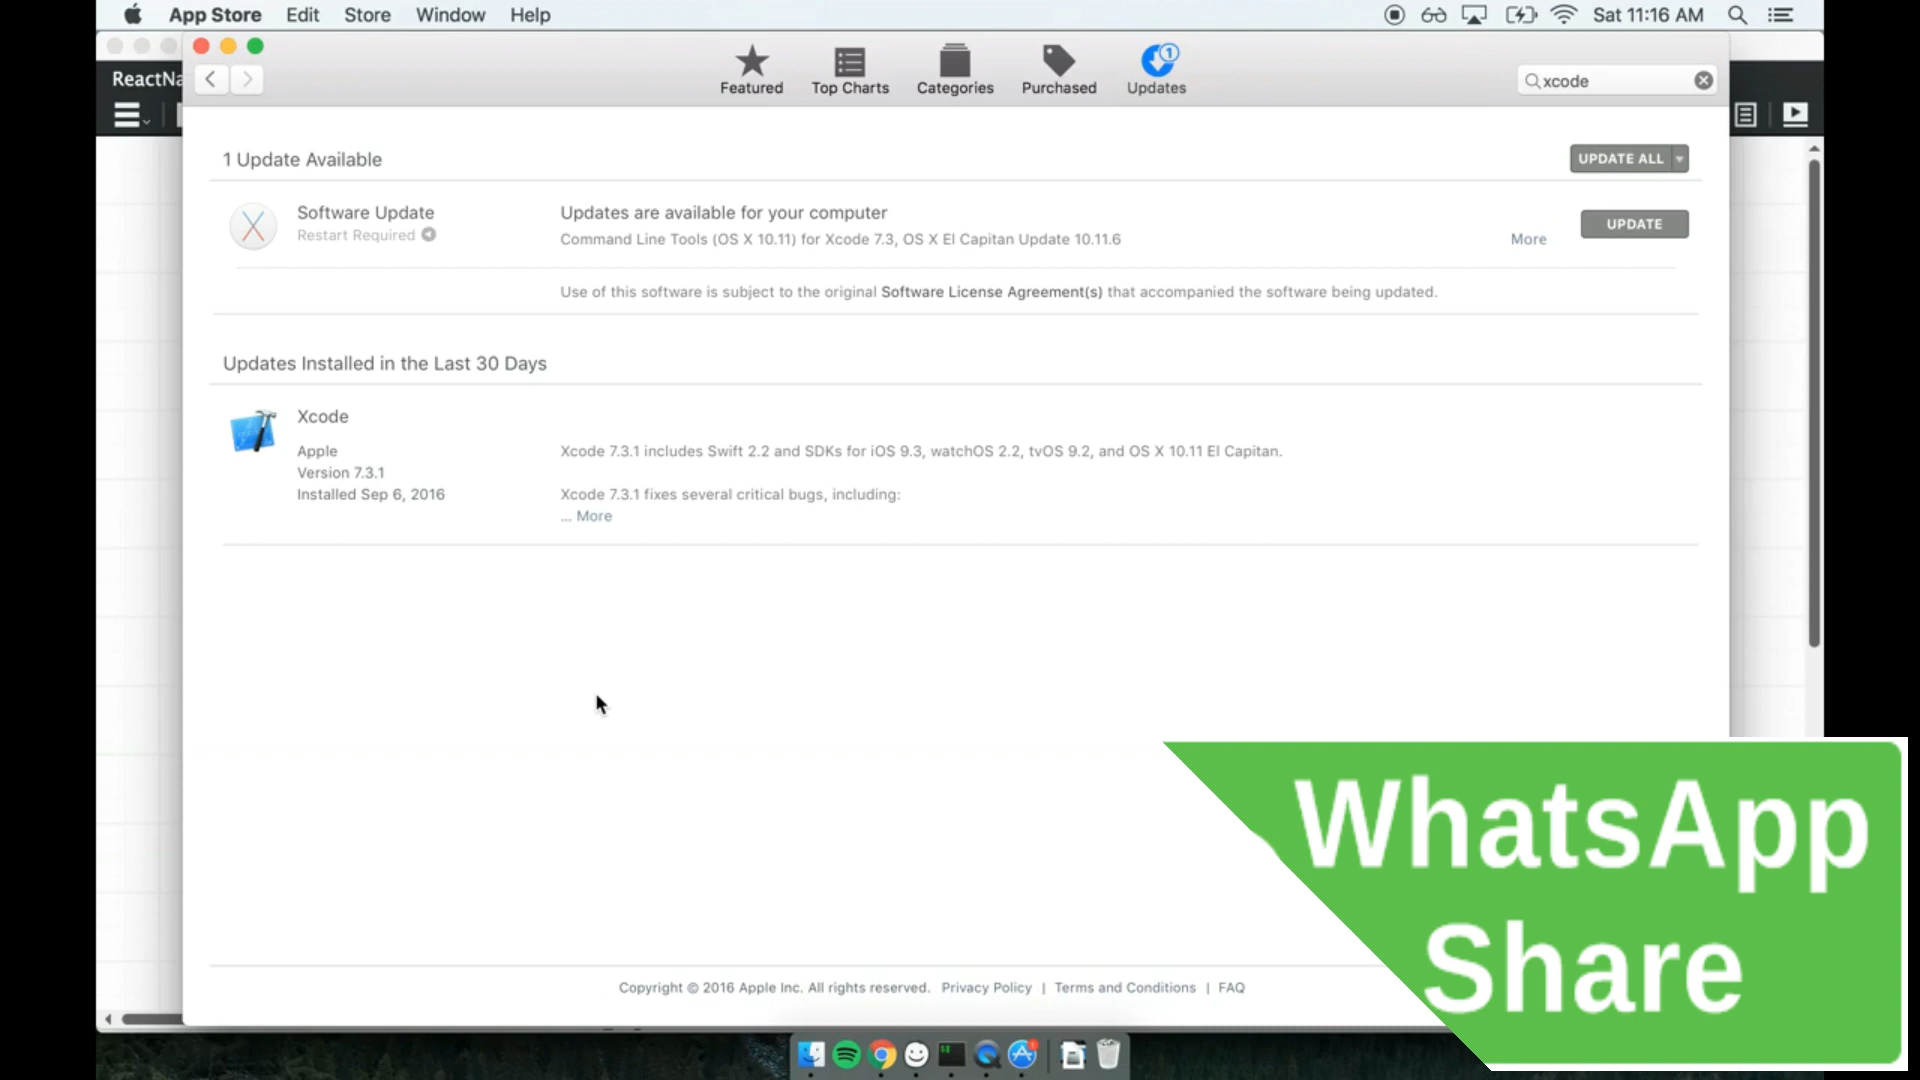 App Store Edit Store Window Help
Sat 11:16 AM
ReactNa
Featured Top Charts Categories Purchased Updates
1
xcode
1 Update Available
UPDATE ALL
Software Update
Restart Required
Updates are available for your computer
Command Line Tools (OS X 10.11) for Xcode 7.3, OS X El Capitan Update 10.11.6
More
UPDATE
Use of this software is subject to the original Software License Agreement(s) that accompanied the software being updated.
Updates Installed in the Last 30 Days
Xcode
Apple
Version 7.3.1
Installed Sep 6, 2016
Xcode 7.3.1 includes Swift 2.2 and SDKs for iOS 9.3, watchOS 2.2, tvOS 9.2, and OS X 10.11 El Capitan.
Xcode 7.3.1 fixes several critical bugs, including:
... More
WhatsApp
Share
Copyright © 2016 Apple Inc. All rights reserved. Privacy Policy | Terms and Conditions | FAQ